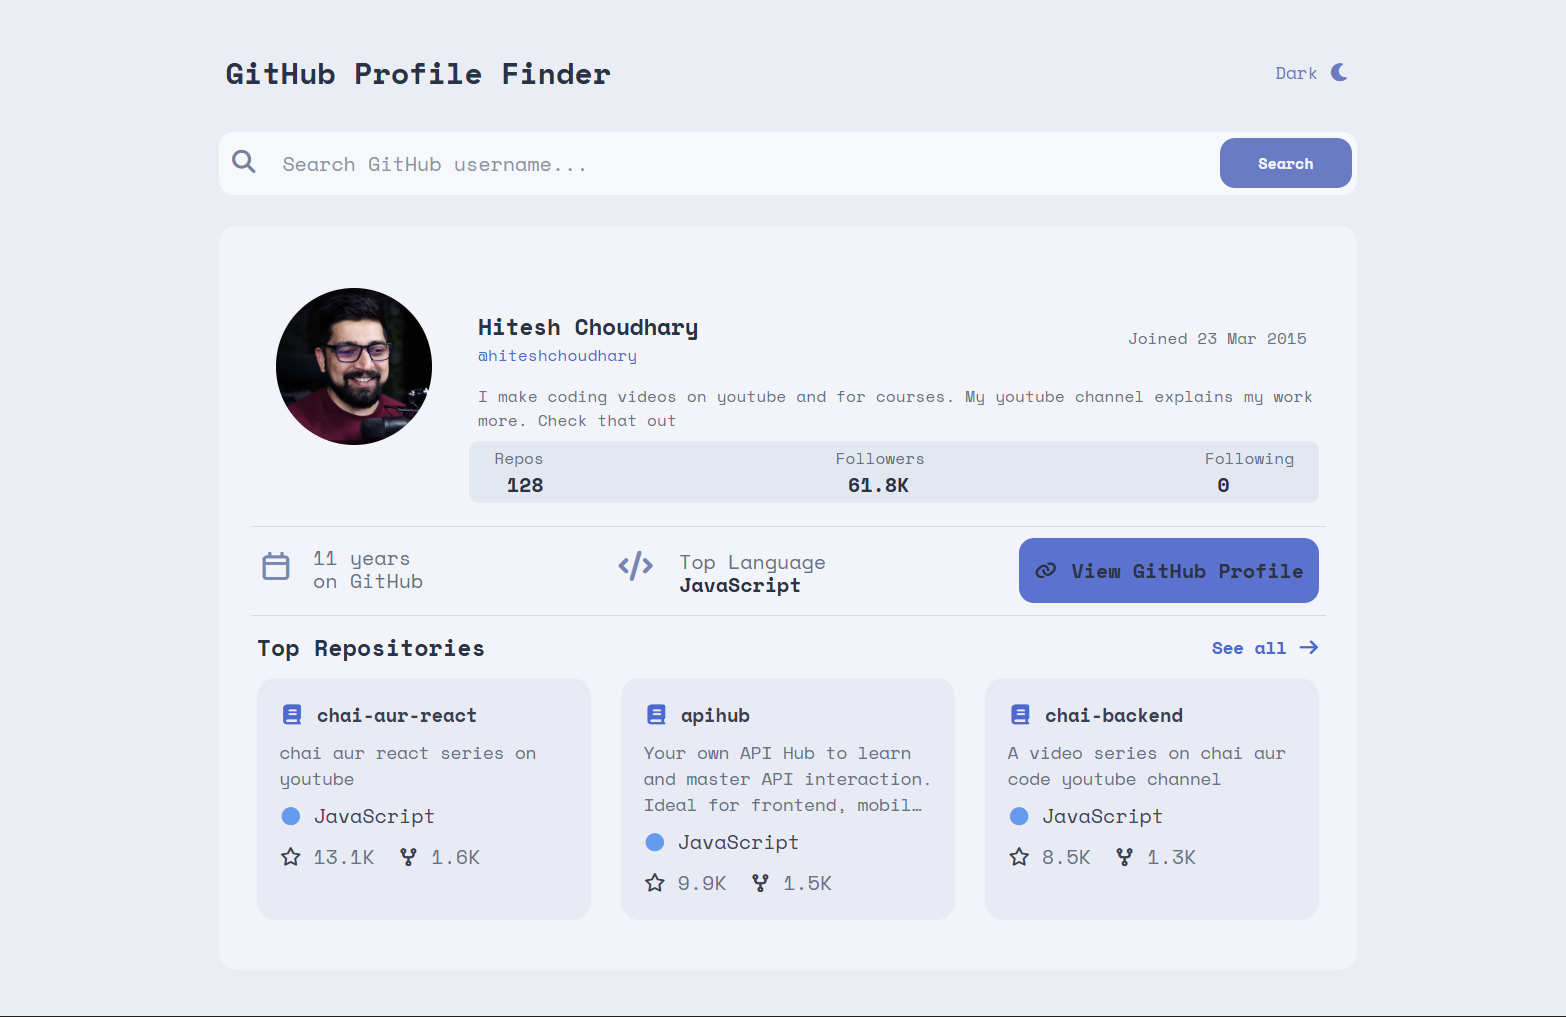 GitHub Profile Finder
Dark
Search GitHub username...
Search
Hitesh Choudhary
@hiteshchoudhary
Joined 23 Mar 2015
I make coding videos on youtube and for courses. My youtube channel explains my work
more. Check that out
Repos
128
Followers
61.8K
Following
0
11 years
on GitHub
Top Language
JavaScript
View GitHub Profile
Top Repositories
See all
chai-aur-react
chai aur react series on
youtube
JavaScript
13.1K 1.6K
apihub
Your own API Hub to learn
and master API interaction.
Ideal for frontend, mobil…
JavaScript
9.9K 1.5K
chai-backend
A video series on chai aur
code youtube channel
JavaScript
8.5K 1.3K